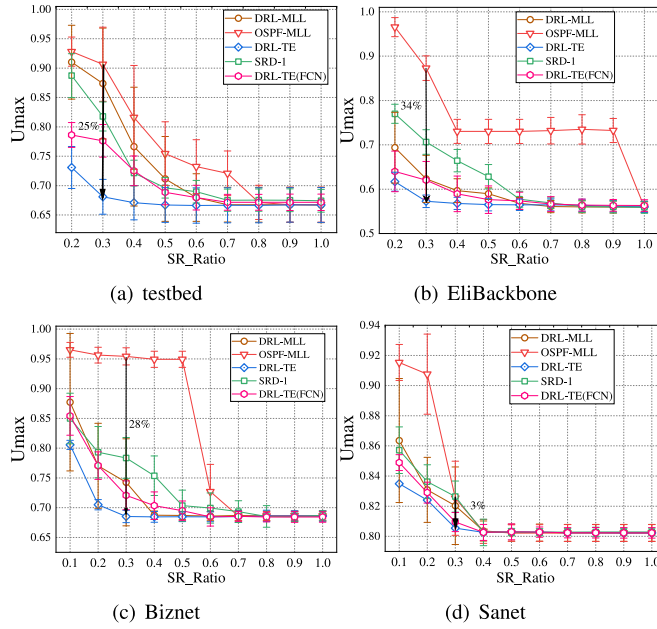 DRL-MLL
OSPF-MLL
DRL-TE
SRD-1
DRL-TE(FCN)
25%
Umax
1.00
0.95
0.90
0.85
0.80
0.75
0.70
0.65
0.2 0.3 0.4 0.5 0.6 0.7 0.8 0.9 1.0
SR_Ratio
(a) testbed
DRL-MLL
OSPF-MLL
DRL-TE
SRD-1
DRL-TE(FCN)
34%
Umax
1.0
0.9
0.8
0.7
0.6
0.5
0.2 0.3 0.4 0.5 0.6 0.7 0.8 0.9 1.0
SR_Ratio
(b) EliBackbone
DRL-MLL
OSPF-MLL
DRL-TE
SRD-1
DRL-TE(FCN)
28%
Umax
1.00
0.95
0.90
0.85
0.80
0.75
0.70
0.65
0.1 0.2 0.3 0.4 0.5 0.6 0.7 0.8 0.9 1.0
SR_Ratio
(c) Biznet
DRL-MLL
OSPF-MLL
DRL-TE
SRD-1
DRL-TE(FCN)
3%
Umax
0.94
0.92
0.90
0.88
0.86
0.84
0.82
0.80
0.1 0.2 0.3 0.4 0.5 0.6 0.7 0.8 0.9 1.0
SR_Ratio
(d) Sanet